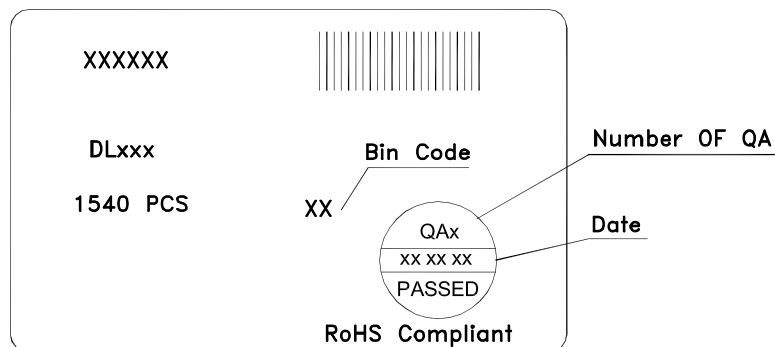 XXXXXX
DLxxx
Bin Code
Number OF QA
1540 PCS
XX
QAx
Date
xx xx xx
PASSED
RoHS Compliant